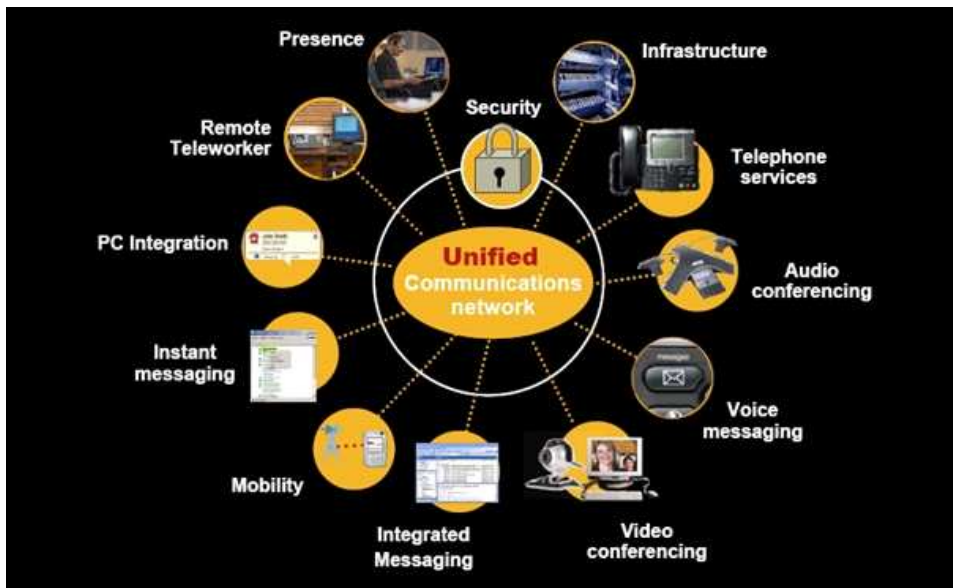 Presence
Infrastructure
Security
Remote
Teleworker
Telephone
services
PC Integration
Unified
Communications
network
Audio
conferencing
Instant
messaging
messages
Voice
messaging
Mobility
Integrated
Messaging
Video
conferencing